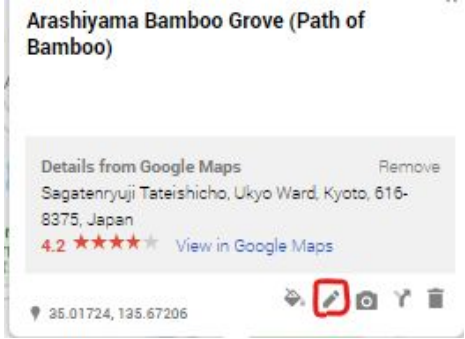 Arashiyama Bamboo Grove (Path of
Bamboo)
Details from Google Maps Remove
Sagatenryuji Tateishicho, Ukyo Ward, Kyoto, 616-
8375, Japan
4.2 View in Google Maps
35.01724, 135.67206